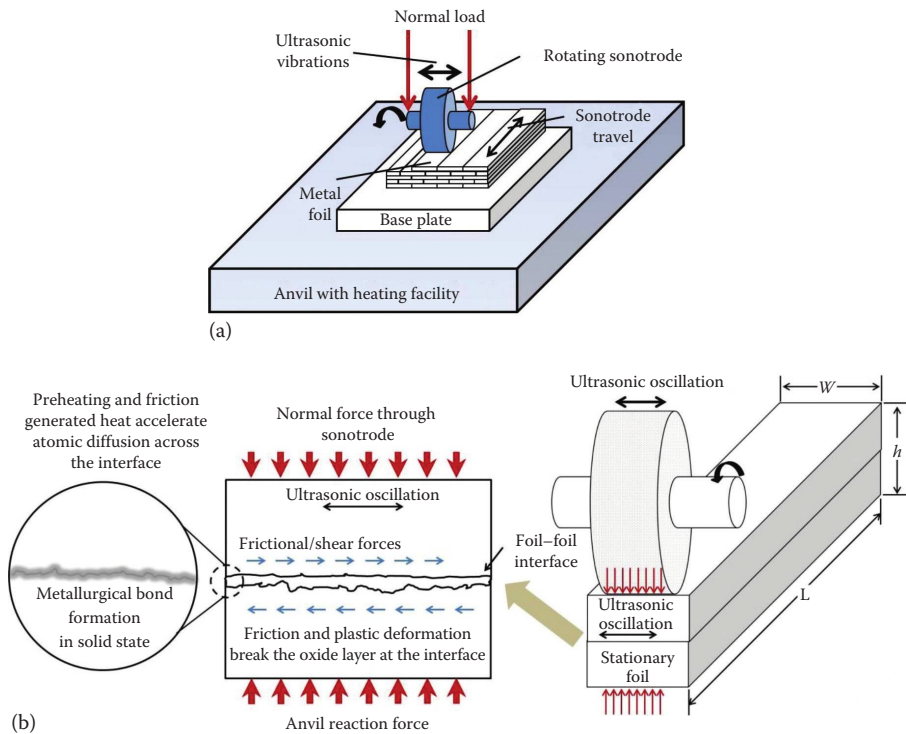 Normal load
Ultrasonic
vibrations
Rotating sonotrode
Sonotrode
travel
Metal
foil
Base plate
Anvil with heating facility
(a)
Preheating and friction
generated heat accelerate
atomic diffusion across
the interface
Metallurgical bond
formation
in solid state
Normal force through
sonotrode
Ultrasonic oscillation
Frictional/shear forces
Foil–foil
interface
Friction and plastic deformation
break the oxide layer at the interface
Anvil reaction force
Ultrasonic oscillation
W
h
L
Ultrasonic
oscillation
Stationary
foil
(b)